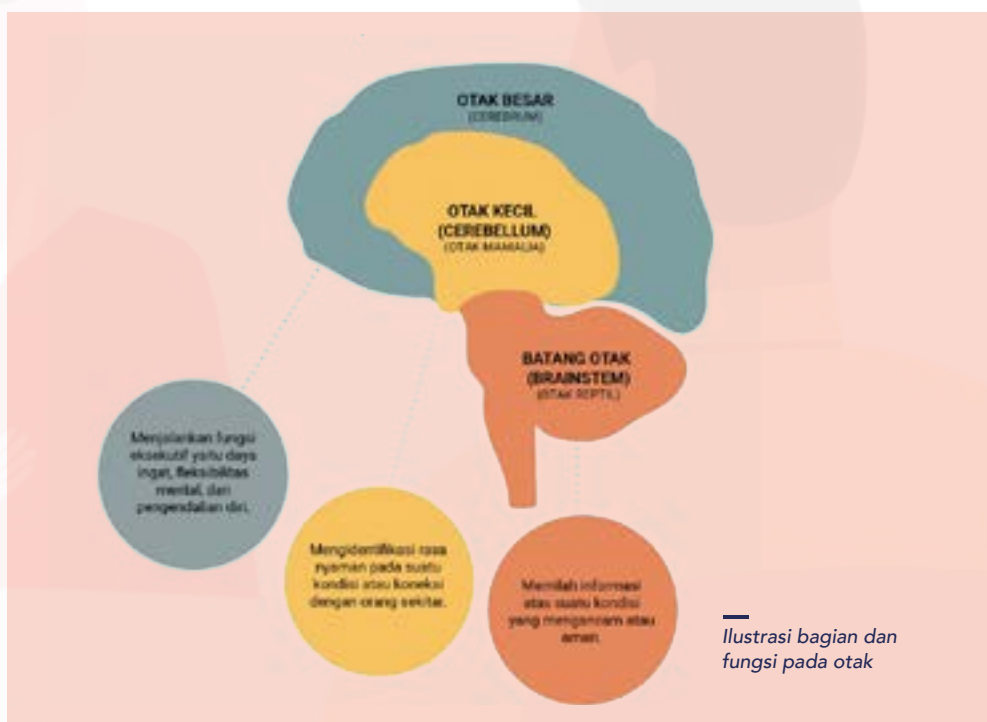 OTAK BESAR
(CEREBRUM)
OTAK KECIL
(CEREBELLUM)
(OTAK MAMALIA)
BATANG OTAK
(BRAINSTEM)
(OTAK REPTIL)
Menjalankan fungsi
eksekutif yaitu daya
ingat, fleksibilitas
mental, dan
pengendalian diri.
Mengidentifikasi rasa
nyaman pada suatu
kondisi atau koneksi
dengan orang sekitar.
Memilah informasi
atas suatu kondisi
yang mengancam atau
aman.
Ilustrasi bagian dan
fungsi pada otak